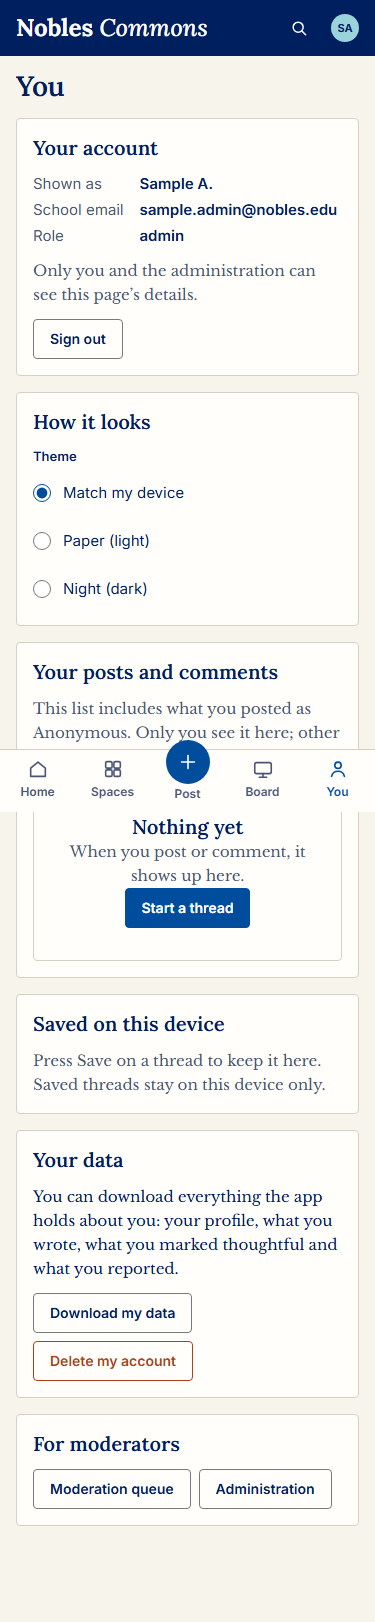 Nobles Commons
SA
You
Your account
Shown as Sample A.
School email sample.admin@nobles.edu
Role admin
Only you and the administration can
see this page’s details.
Sign out
How it looks
Theme
Match my device
Paper (light)
Night (dark)
Your posts and comments
This list includes what you posted as
Anonymous. Only you see it here; other
Home Spaces Post Board You
Nothing yet
When you post or comment, it
shows up here.
Start a thread
Saved on this device
Press Save on a thread to keep it here.
Saved threads stay on this device only.
Your data
You can download everything the app
holds about you: your profile, what you
wrote, what you marked thoughtful and
what you reported.
Download my data
Delete my account
For moderators
Moderation queue Administration